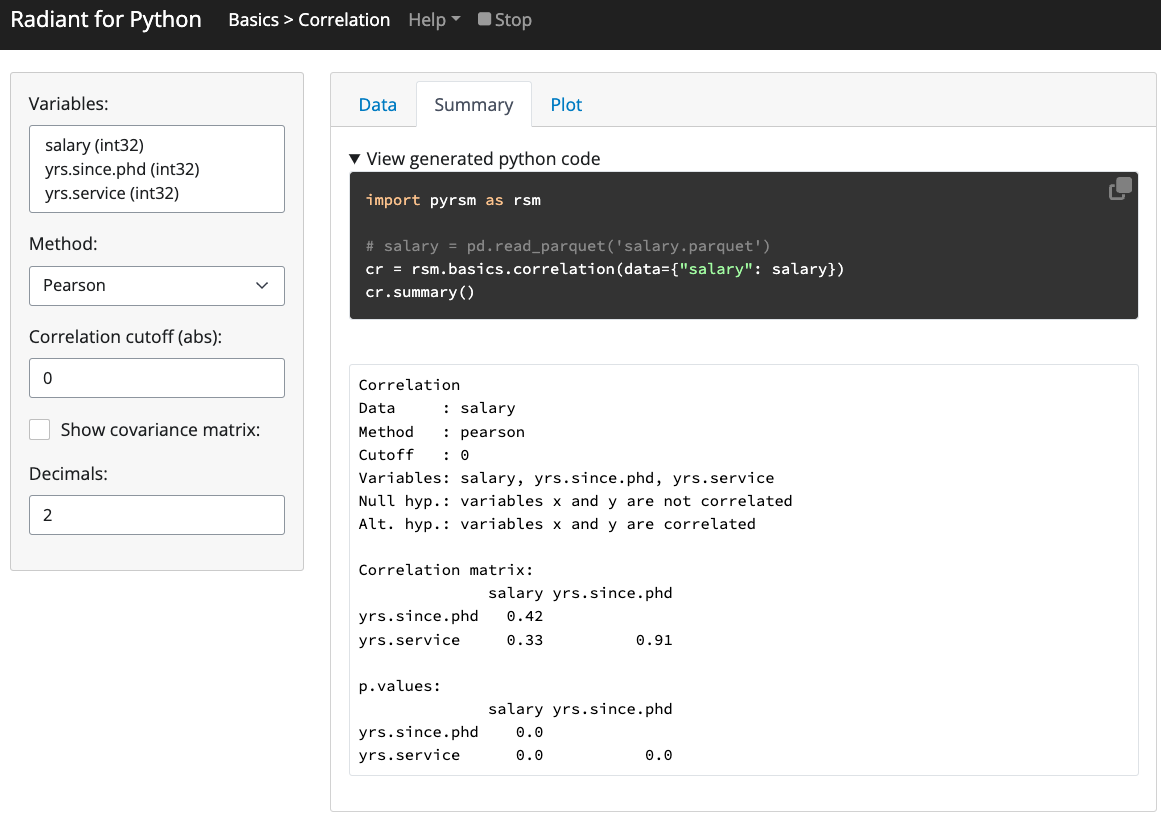 Radiant for Python Basics > Correlation Help Stop
Variables:
salary (int32)
yrs.since.phd (int32)
yrs.service (int32)
Method:
Pearson
Correlation cutoff (abs):
0
Show covariance matrix:
Decimals:
2
Data Summary Plot
▼ View generated python code
import pyrsm as rsm
# salary = pd.read_parquet('salary.parquet')
cr = rsm.basics.correlation(data={"salary": salary})
cr.summary()
Correlation
Data     : salary
Method   : pearson
Cutoff   : 0
Variables: salary, yrs.since.phd, yrs.service
Null hyp.: variables x and y are not correlated
Alt. hyp.: variables x and y are correlated
Correlation matrix:
              salary yrs.since.phd
yrs.since.phd   0.42
yrs.service     0.33          0.91
p.values:
              salary yrs.since.phd
yrs.since.phd    0.0
yrs.service      0.0           0.0